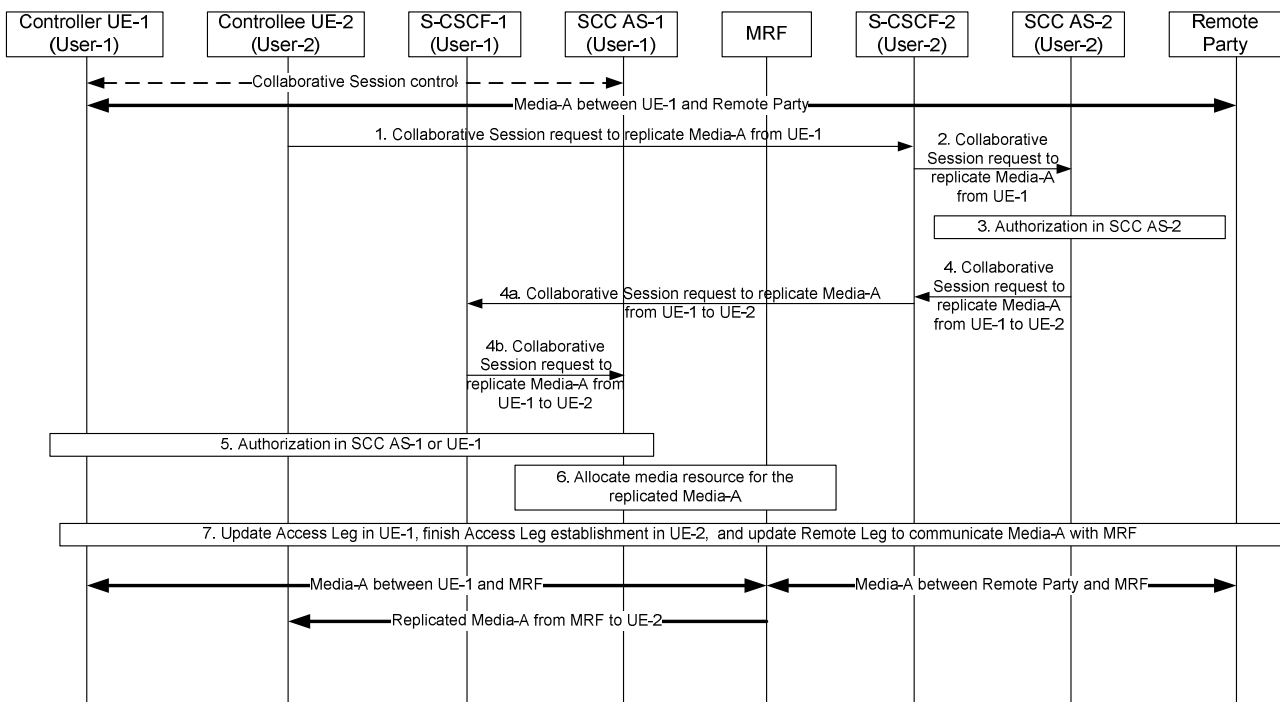 Controller UE-1
(User-1)
Controllee UE-2
(User-2)
S-CSCF-1
(User-1)
SCC AS-1
(User-1)
MRF
S-CSCF-2
(User-2)
SCC AS-2
(User-2)
Remote
Party
Collaborative Session control
Media-A between UE-1 and Remote Party
1. Collaborative Session request to replicate Media-A from UE-1
2. Collaborative
Session request to
replicate Media-A
from UE-1
3. Authorization in SCC AS-2
4. Collaborative
Session request to
replicate Media-A
from UE-1 to UE-2
4a. Collaborative Session request to replicate Media-A
from UE-1 to UE-2
4b. Collaborative
Session request to
replicate Media-A from
UE-1 to UE-2
5. Authorization in SCC AS-1 or UE-1
6. Allocate media resource for the
replicated Media-A
7. Update Access Leg in UE-1, finish Access Leg establishment in UE-2, and update Remote Leg to communicate Media-A with MRF
Media-A between UE-1 and MRF
Media-A between Remote Party and MRF
Replicated Media-A from MRF to UE-2